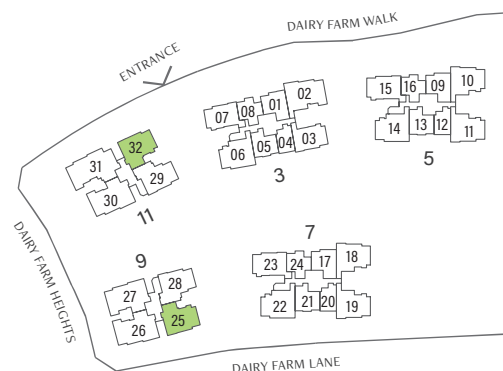 DAIRY FARM WALK
ENTRANCE
15 16 09 10
14 13 12 11
5
07 08 01 02
06 05 04 03
3
31 32
30 29
11
9
27 28
26 25
7
23 24 17 18
22 21 20 19
DAIRY FARM HEIGHTS
DAIRY FARM LANE